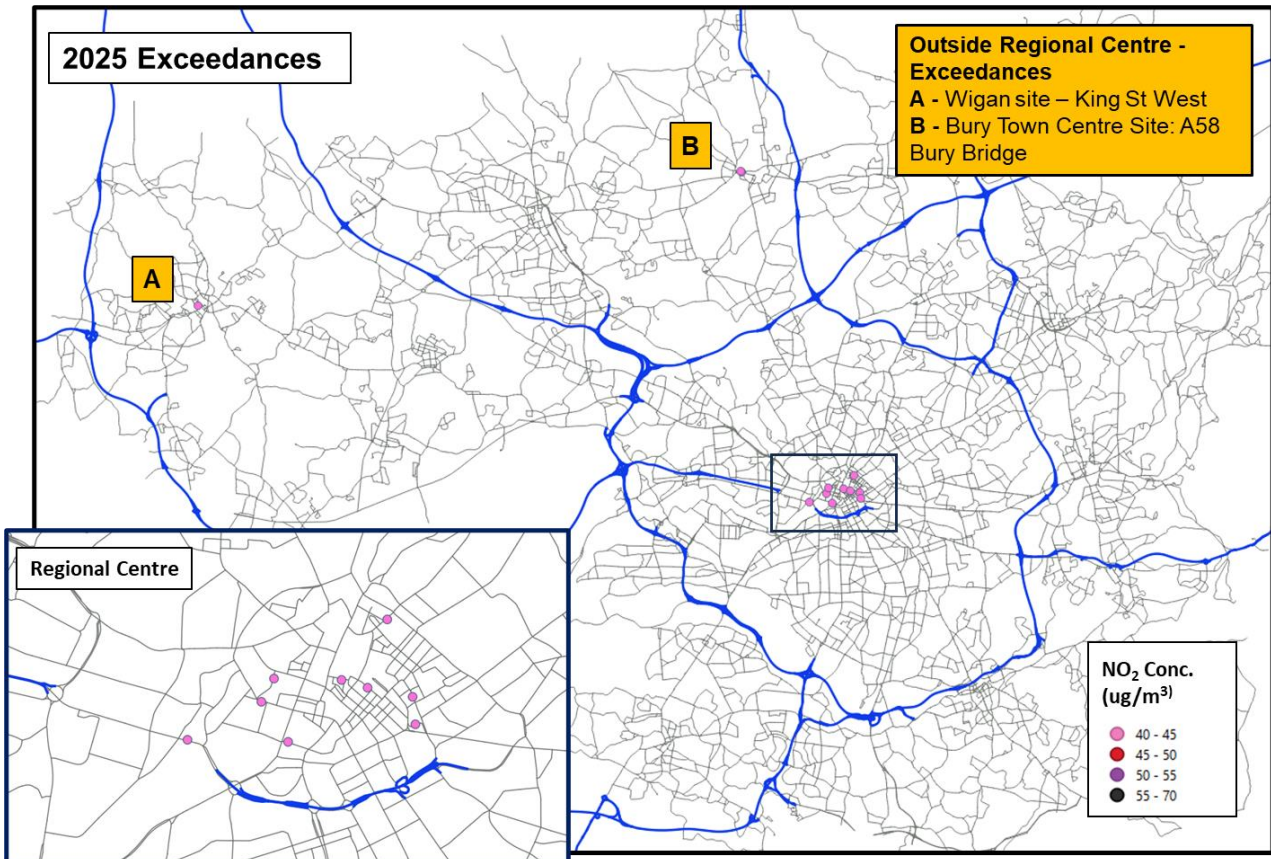 2025 Exceedances
Outside Regional Centre -
Exceedances
A - Wigan site – King St West
B - Bury Town Centre Site: A58
Bury Bridge
B
A
Regional Centre
NO₂ Conc.
(ug/m³⁾
40 - 45
45 - 50
50 - 55
55 - 70